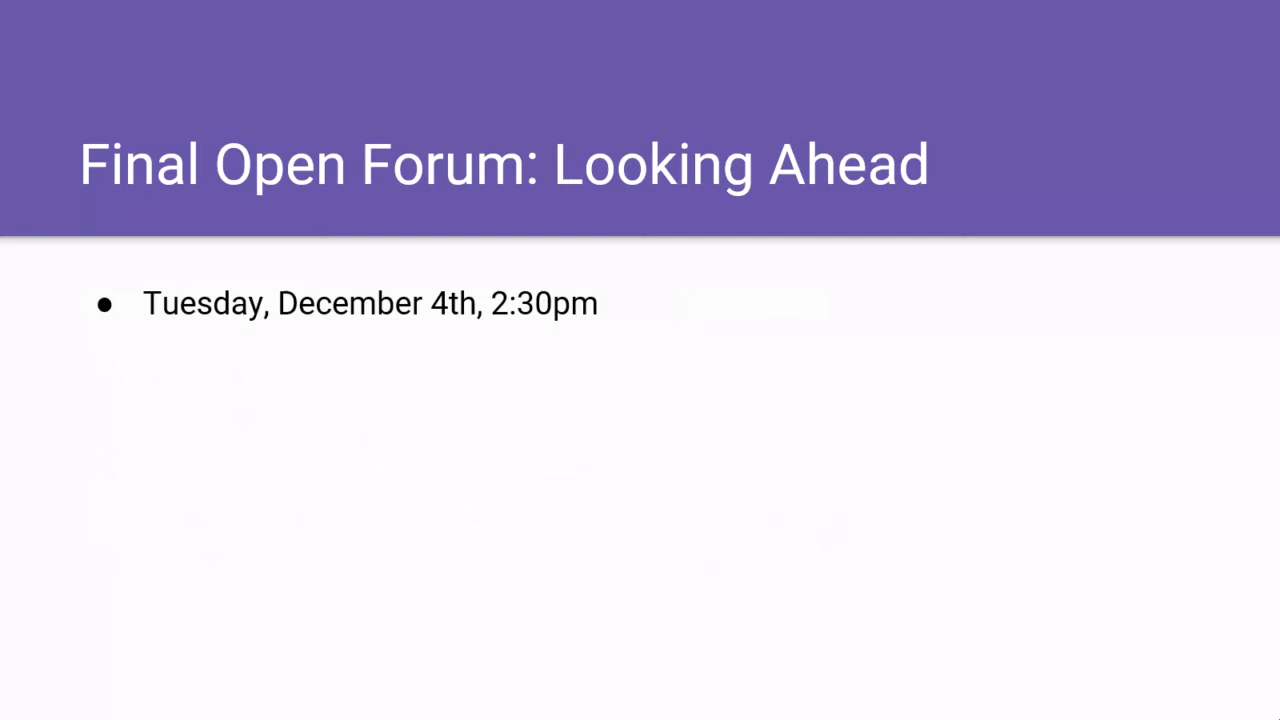 Final Open Forum: Looking Ahead
● Tuesday, December 4th, 2:30pm